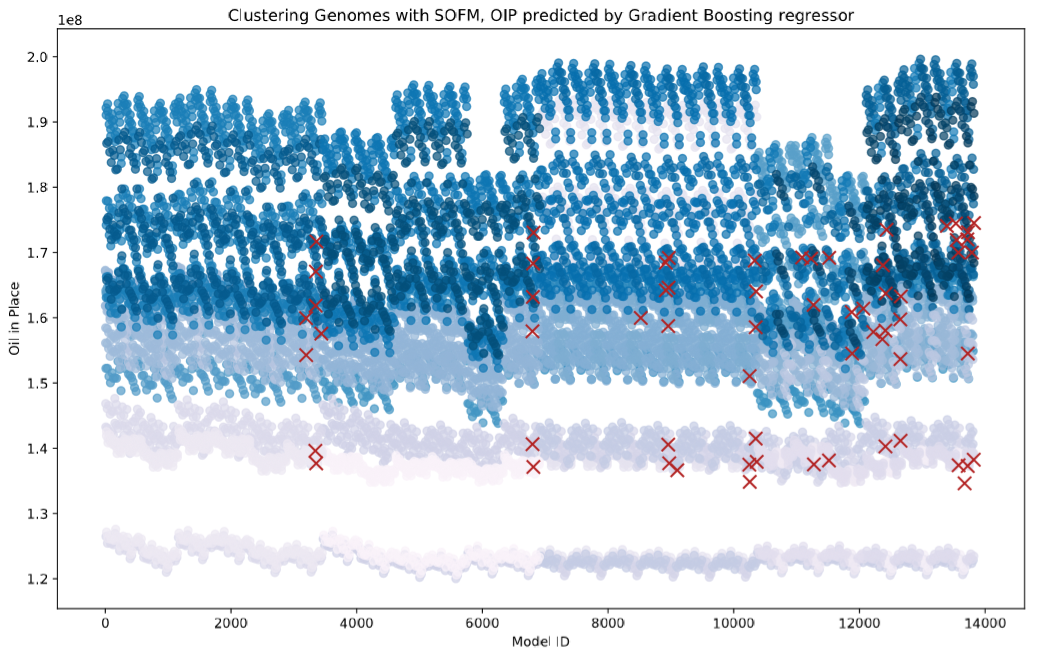 Clustering Genomes with SOFM, OIP predicted by Gradient Boosting regressor
1e8
2.0
1.9
1.8
1.7
1.6
1.5
1.4
1.3
1.2
Oil in Place
0 2000 4000 6000 8000 10000 12000 14000
Model ID